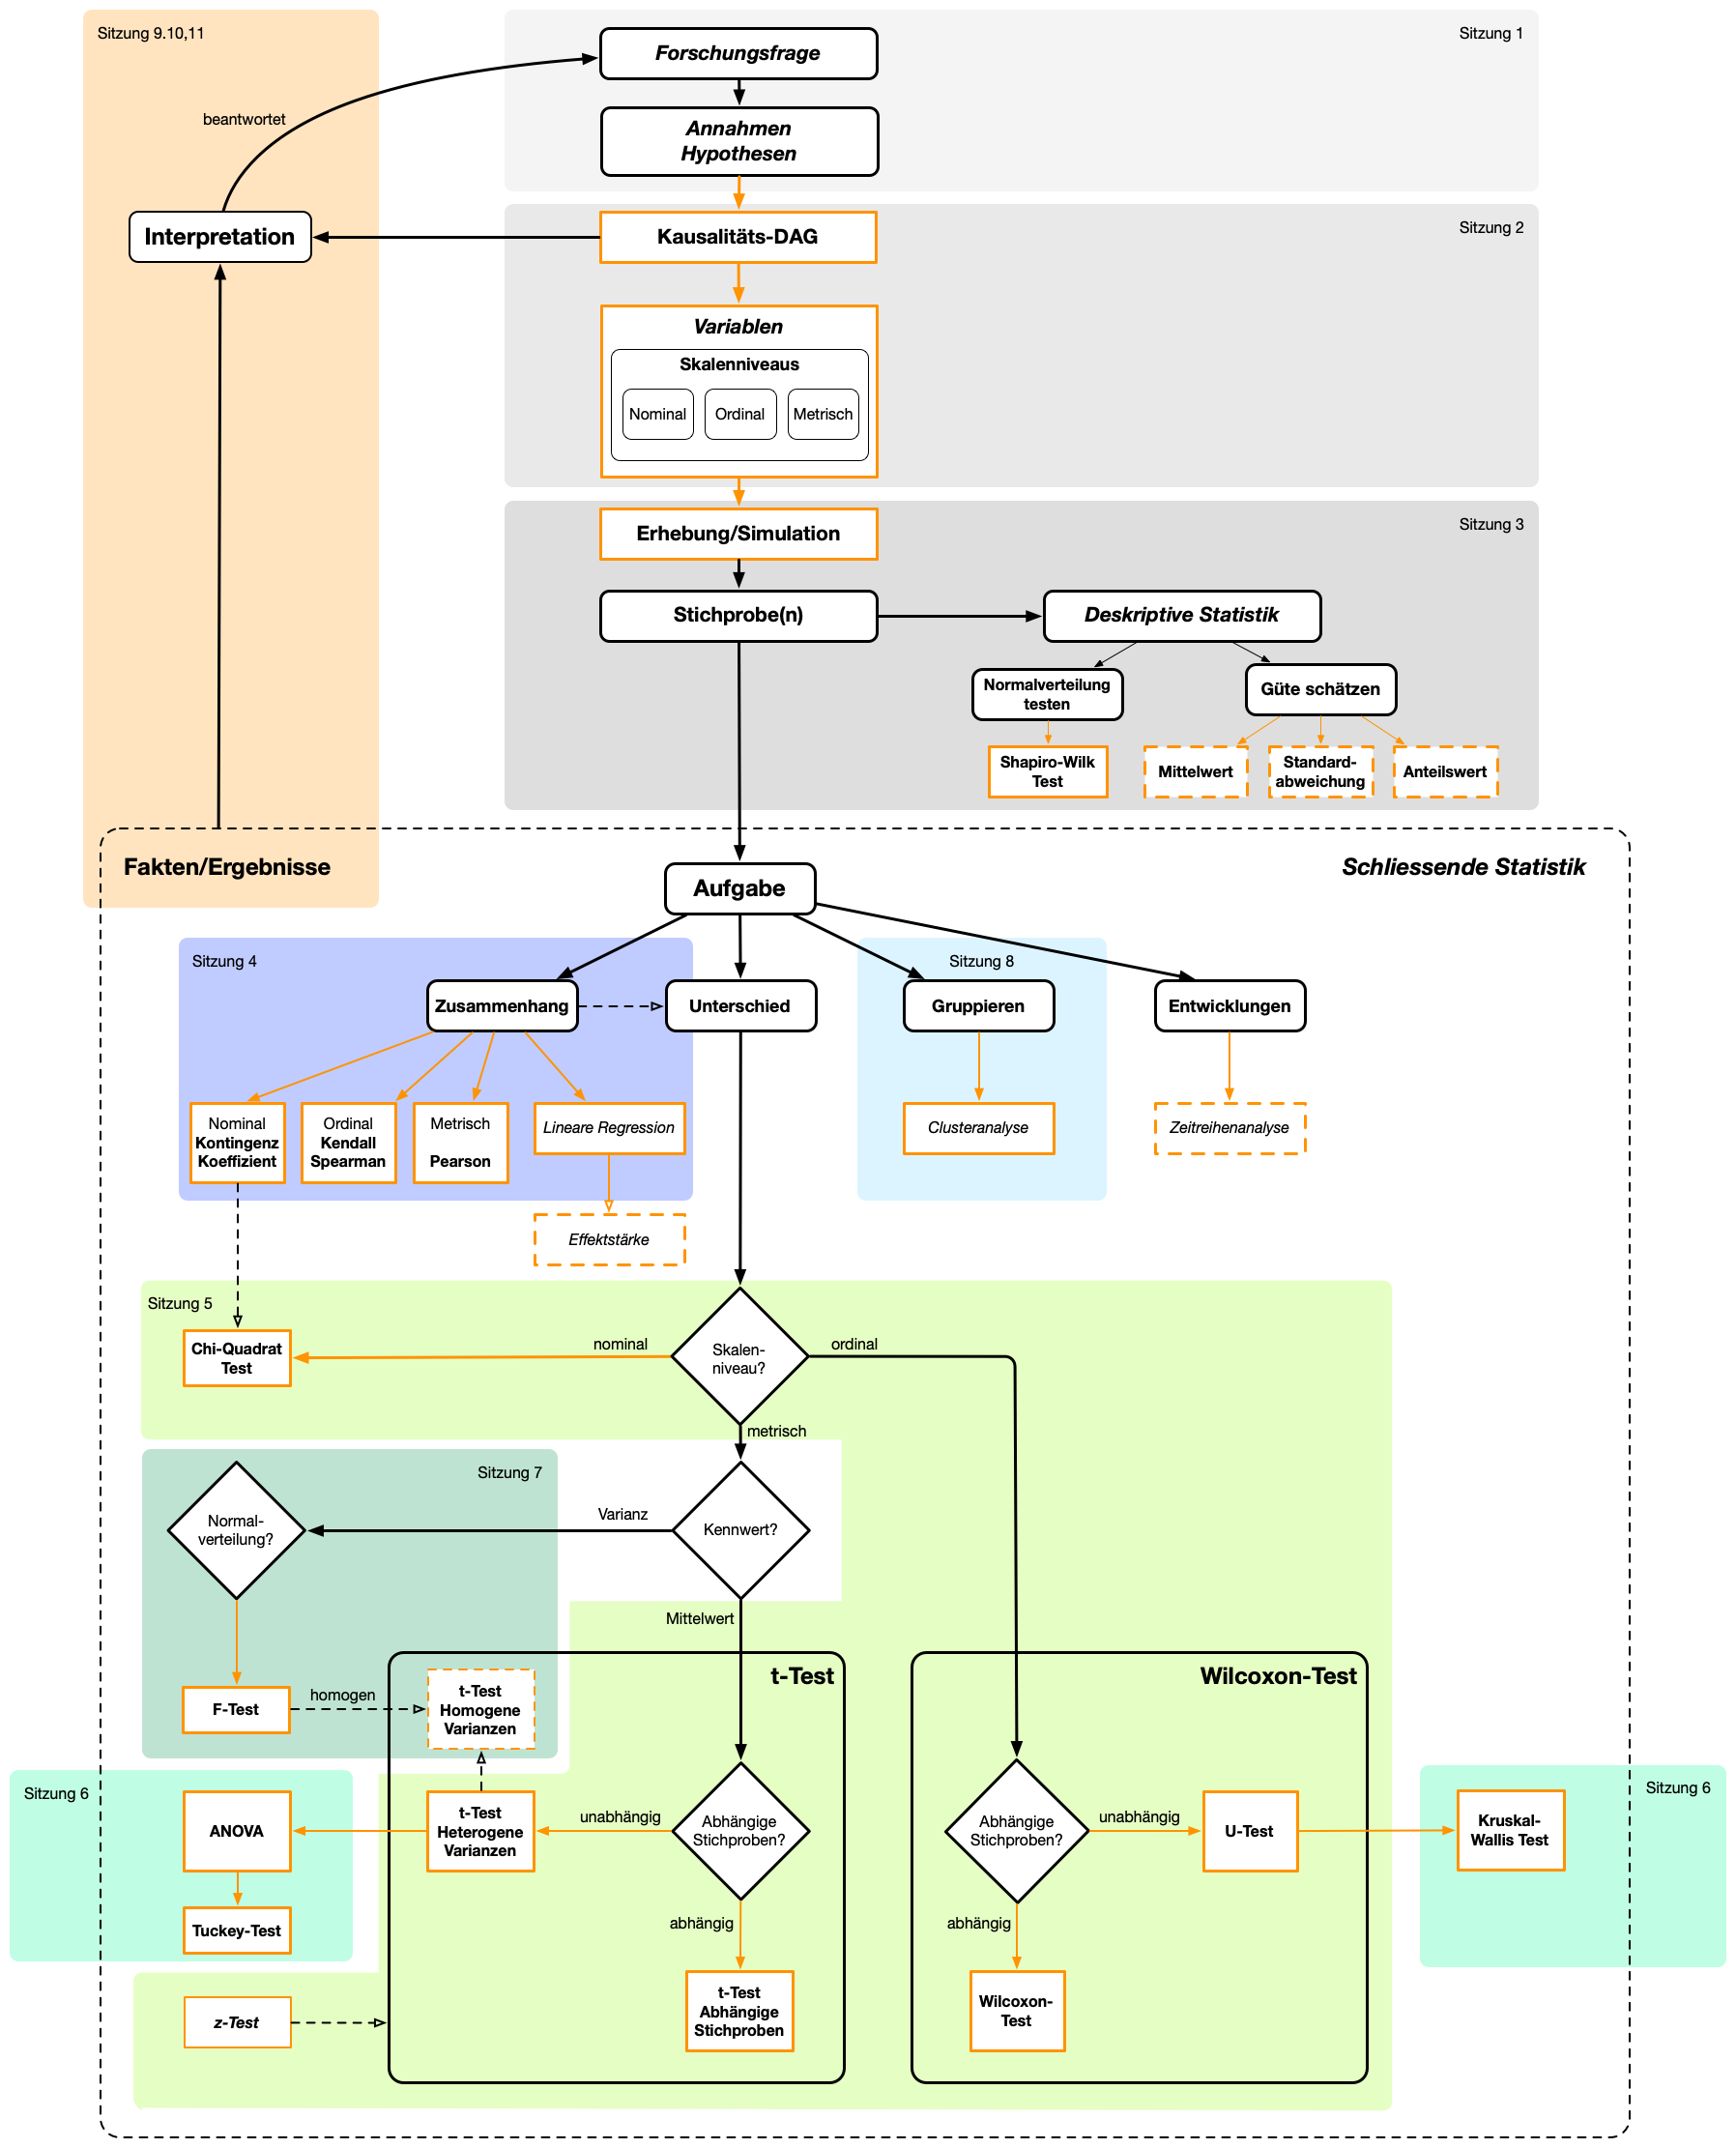 Sitzung 9.10,11
Sitzung 1
Forschungsfrage
beantwortet
Annahmen
Hypothesen
Sitzung 2
Interpretation
Kausalitäts-DAG
Variablen
Skalenniveaus
Nominal
Ordinal
Metrisch
Sitzung 3
Erhebung/Simulation
Stichprobe(n)
Deskriptive Statistik
Normalverteilung
testen
Güte schätzen
Shapiro-Wilk
Test
Mittelwert
Standard-
abweichung
Anteilswert
Fakten/Ergebnisse
Schliessende Statistik
Aufgabe
Sitzung 4
Sitzung 8
Zusammenhang
Unterschied
Gruppieren
Entwicklungen
Nominal
Kontingenz
Koeffizient
Ordinal
Kendall
Spearman
Metrisch
Pearson
Lineare Regression
Clusteranalyse
Zeitreihenanalyse
Effektstärke
Sitzung 5
Chi-Quadrat
Test
nominal
Skalen-
niveau?
ordinal
metrisch
Sitzung 7
Normal-
verteilung?
Varianz
Kennwert?
Mittelwert
t-Test
Wilcoxon-Test
F-Test
homogen
t-Test
Homogene
Varianzen
Sitzung 6
ANOVA
t-Test
Heterogene
Varianzen
unabhängig
Abhängige
Stichproben?
Abhängige
Stichproben?
unabhängig
U-Test
Sitzung 6
Kruskal-
Wallis Test
Tuckey-Test
abhängig
abhängig
z-Test
t-Test
Abhängige
Stichproben
Wilcoxon-
Test